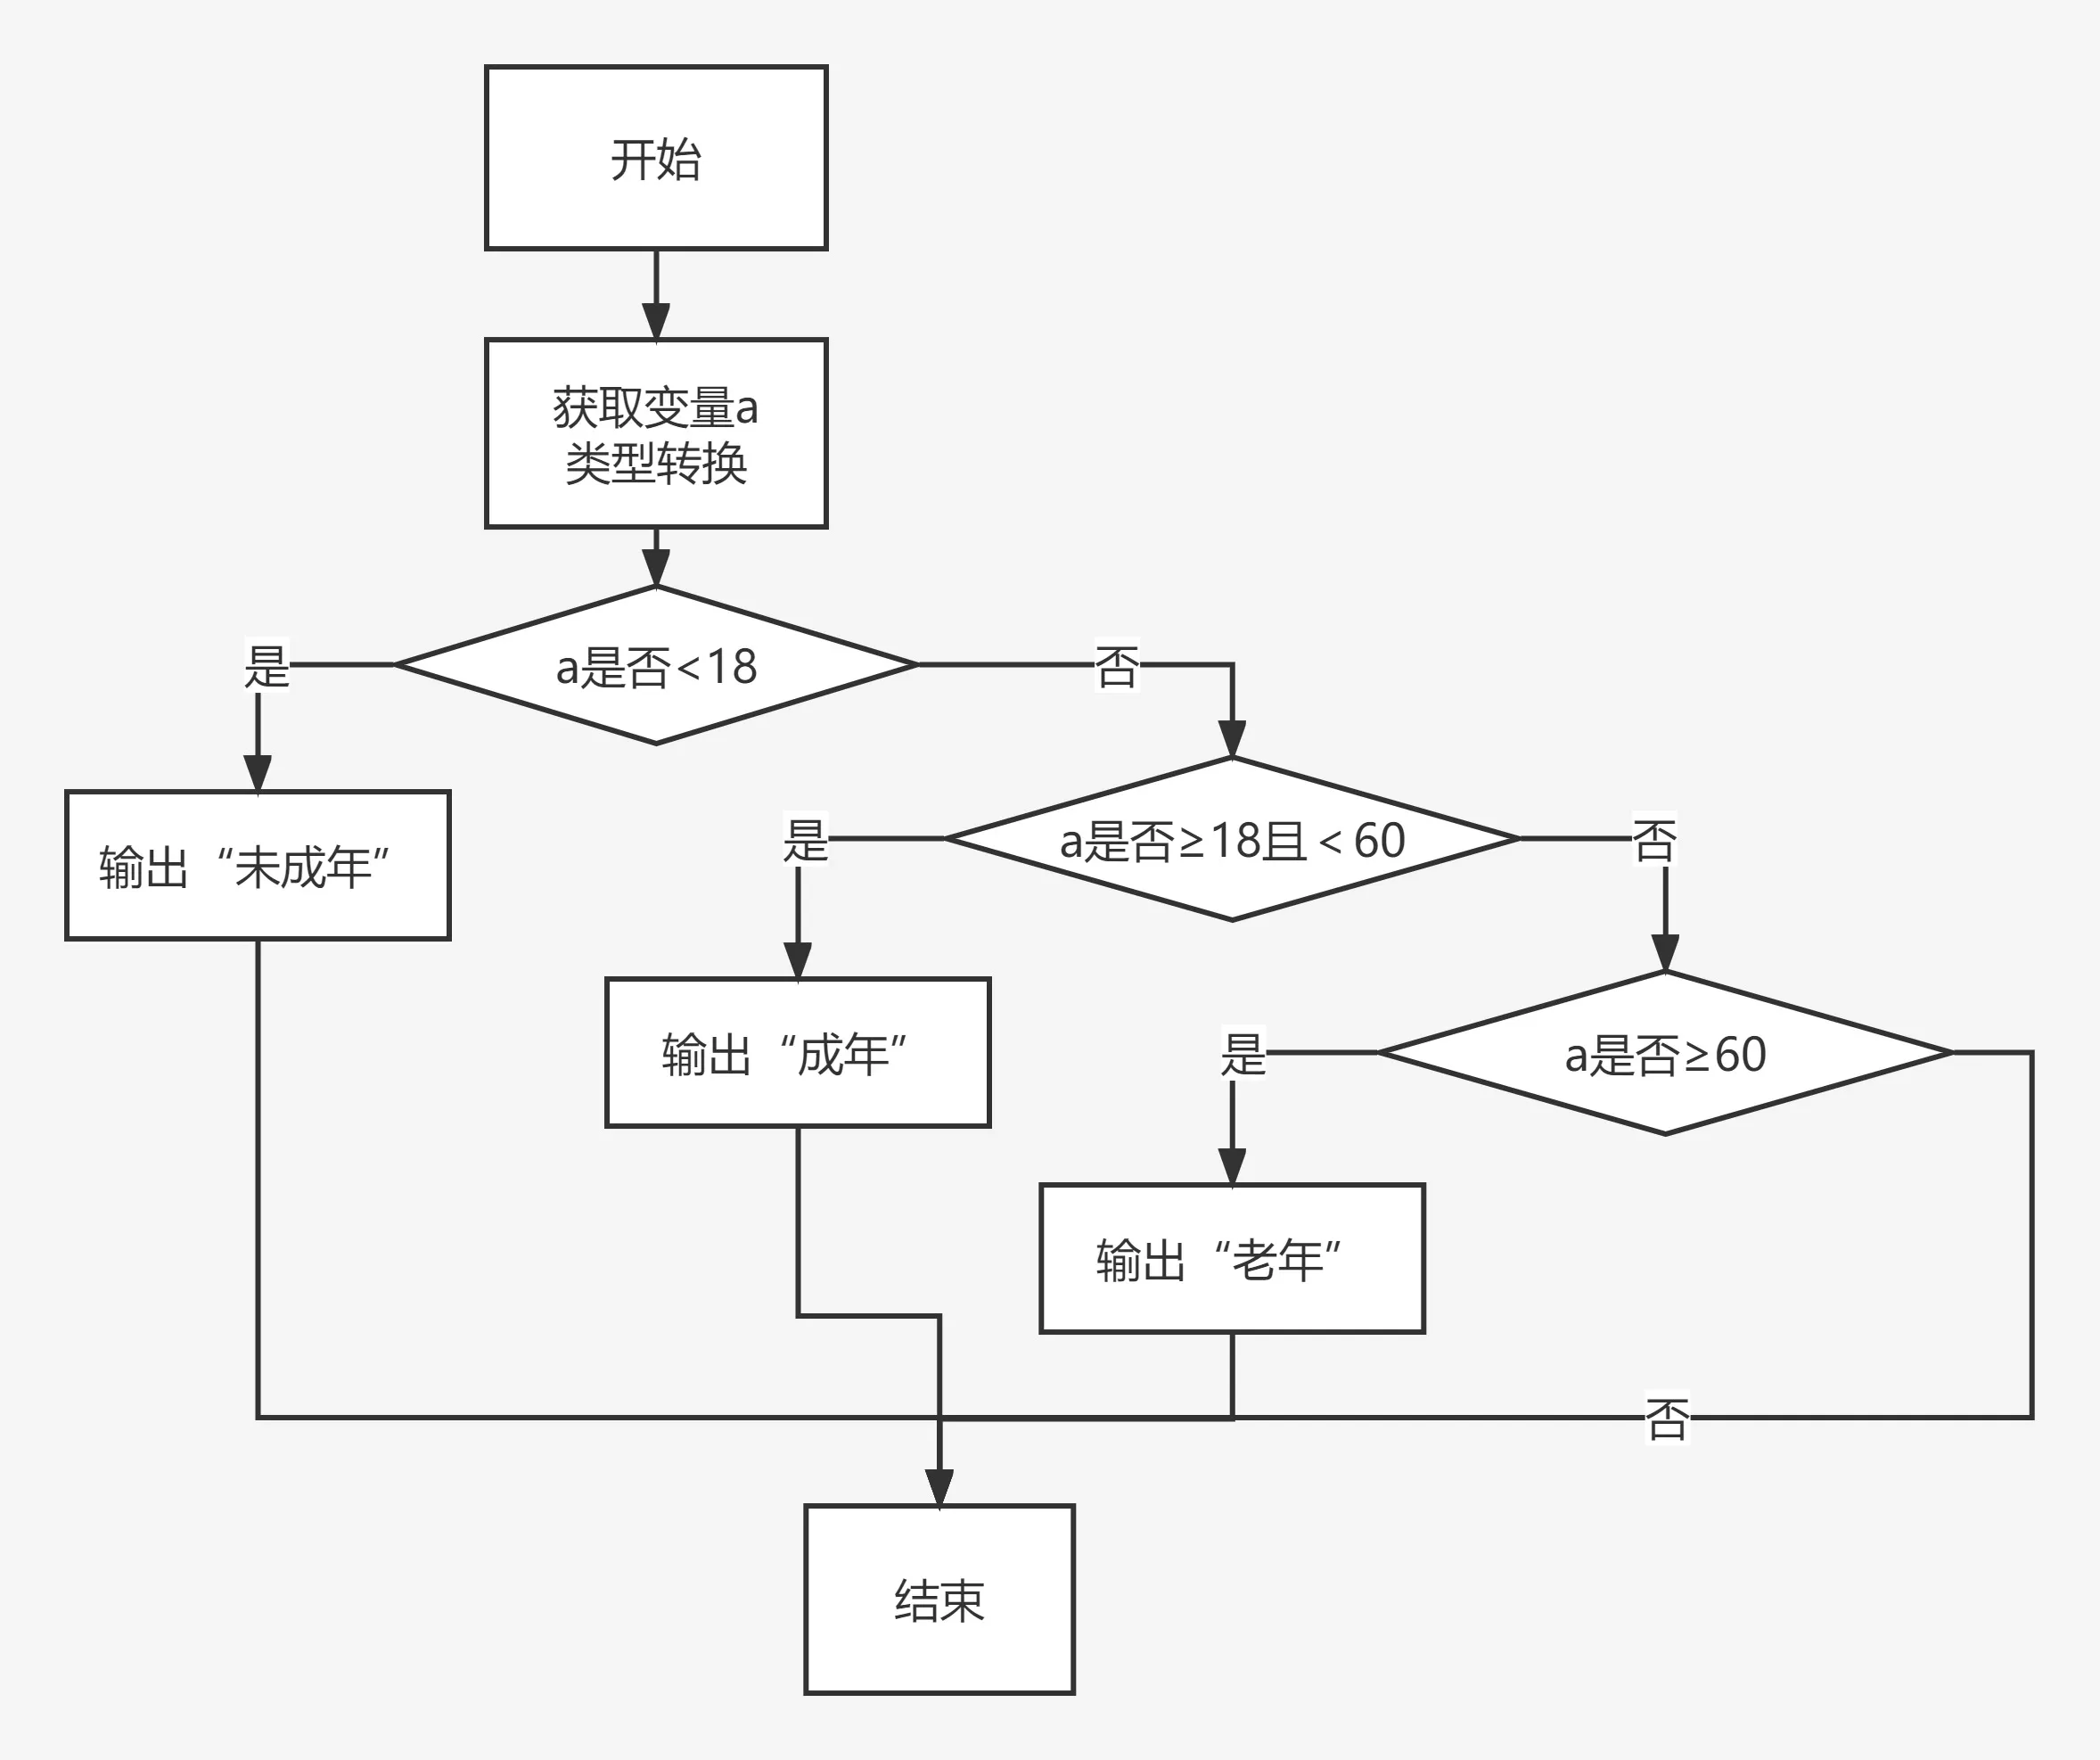 开始
获取变量a
类型转换
a是否<18
是
否
输出“未成年”
a是否≥18且＜60
是
否
输出“成年”
a是否≥60
是
输出“老年”
否
结束